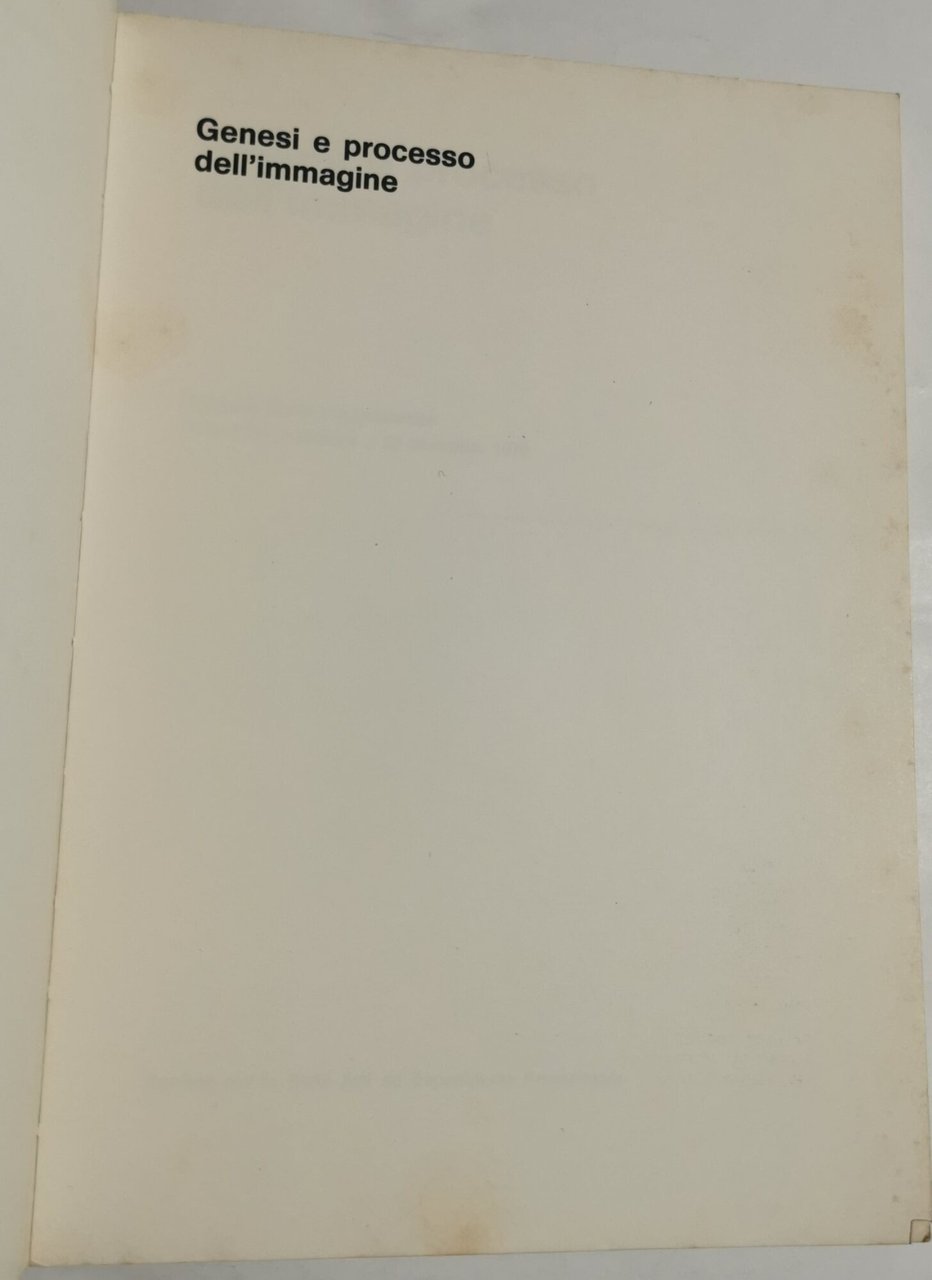 Genesi e processo
dell'immagine